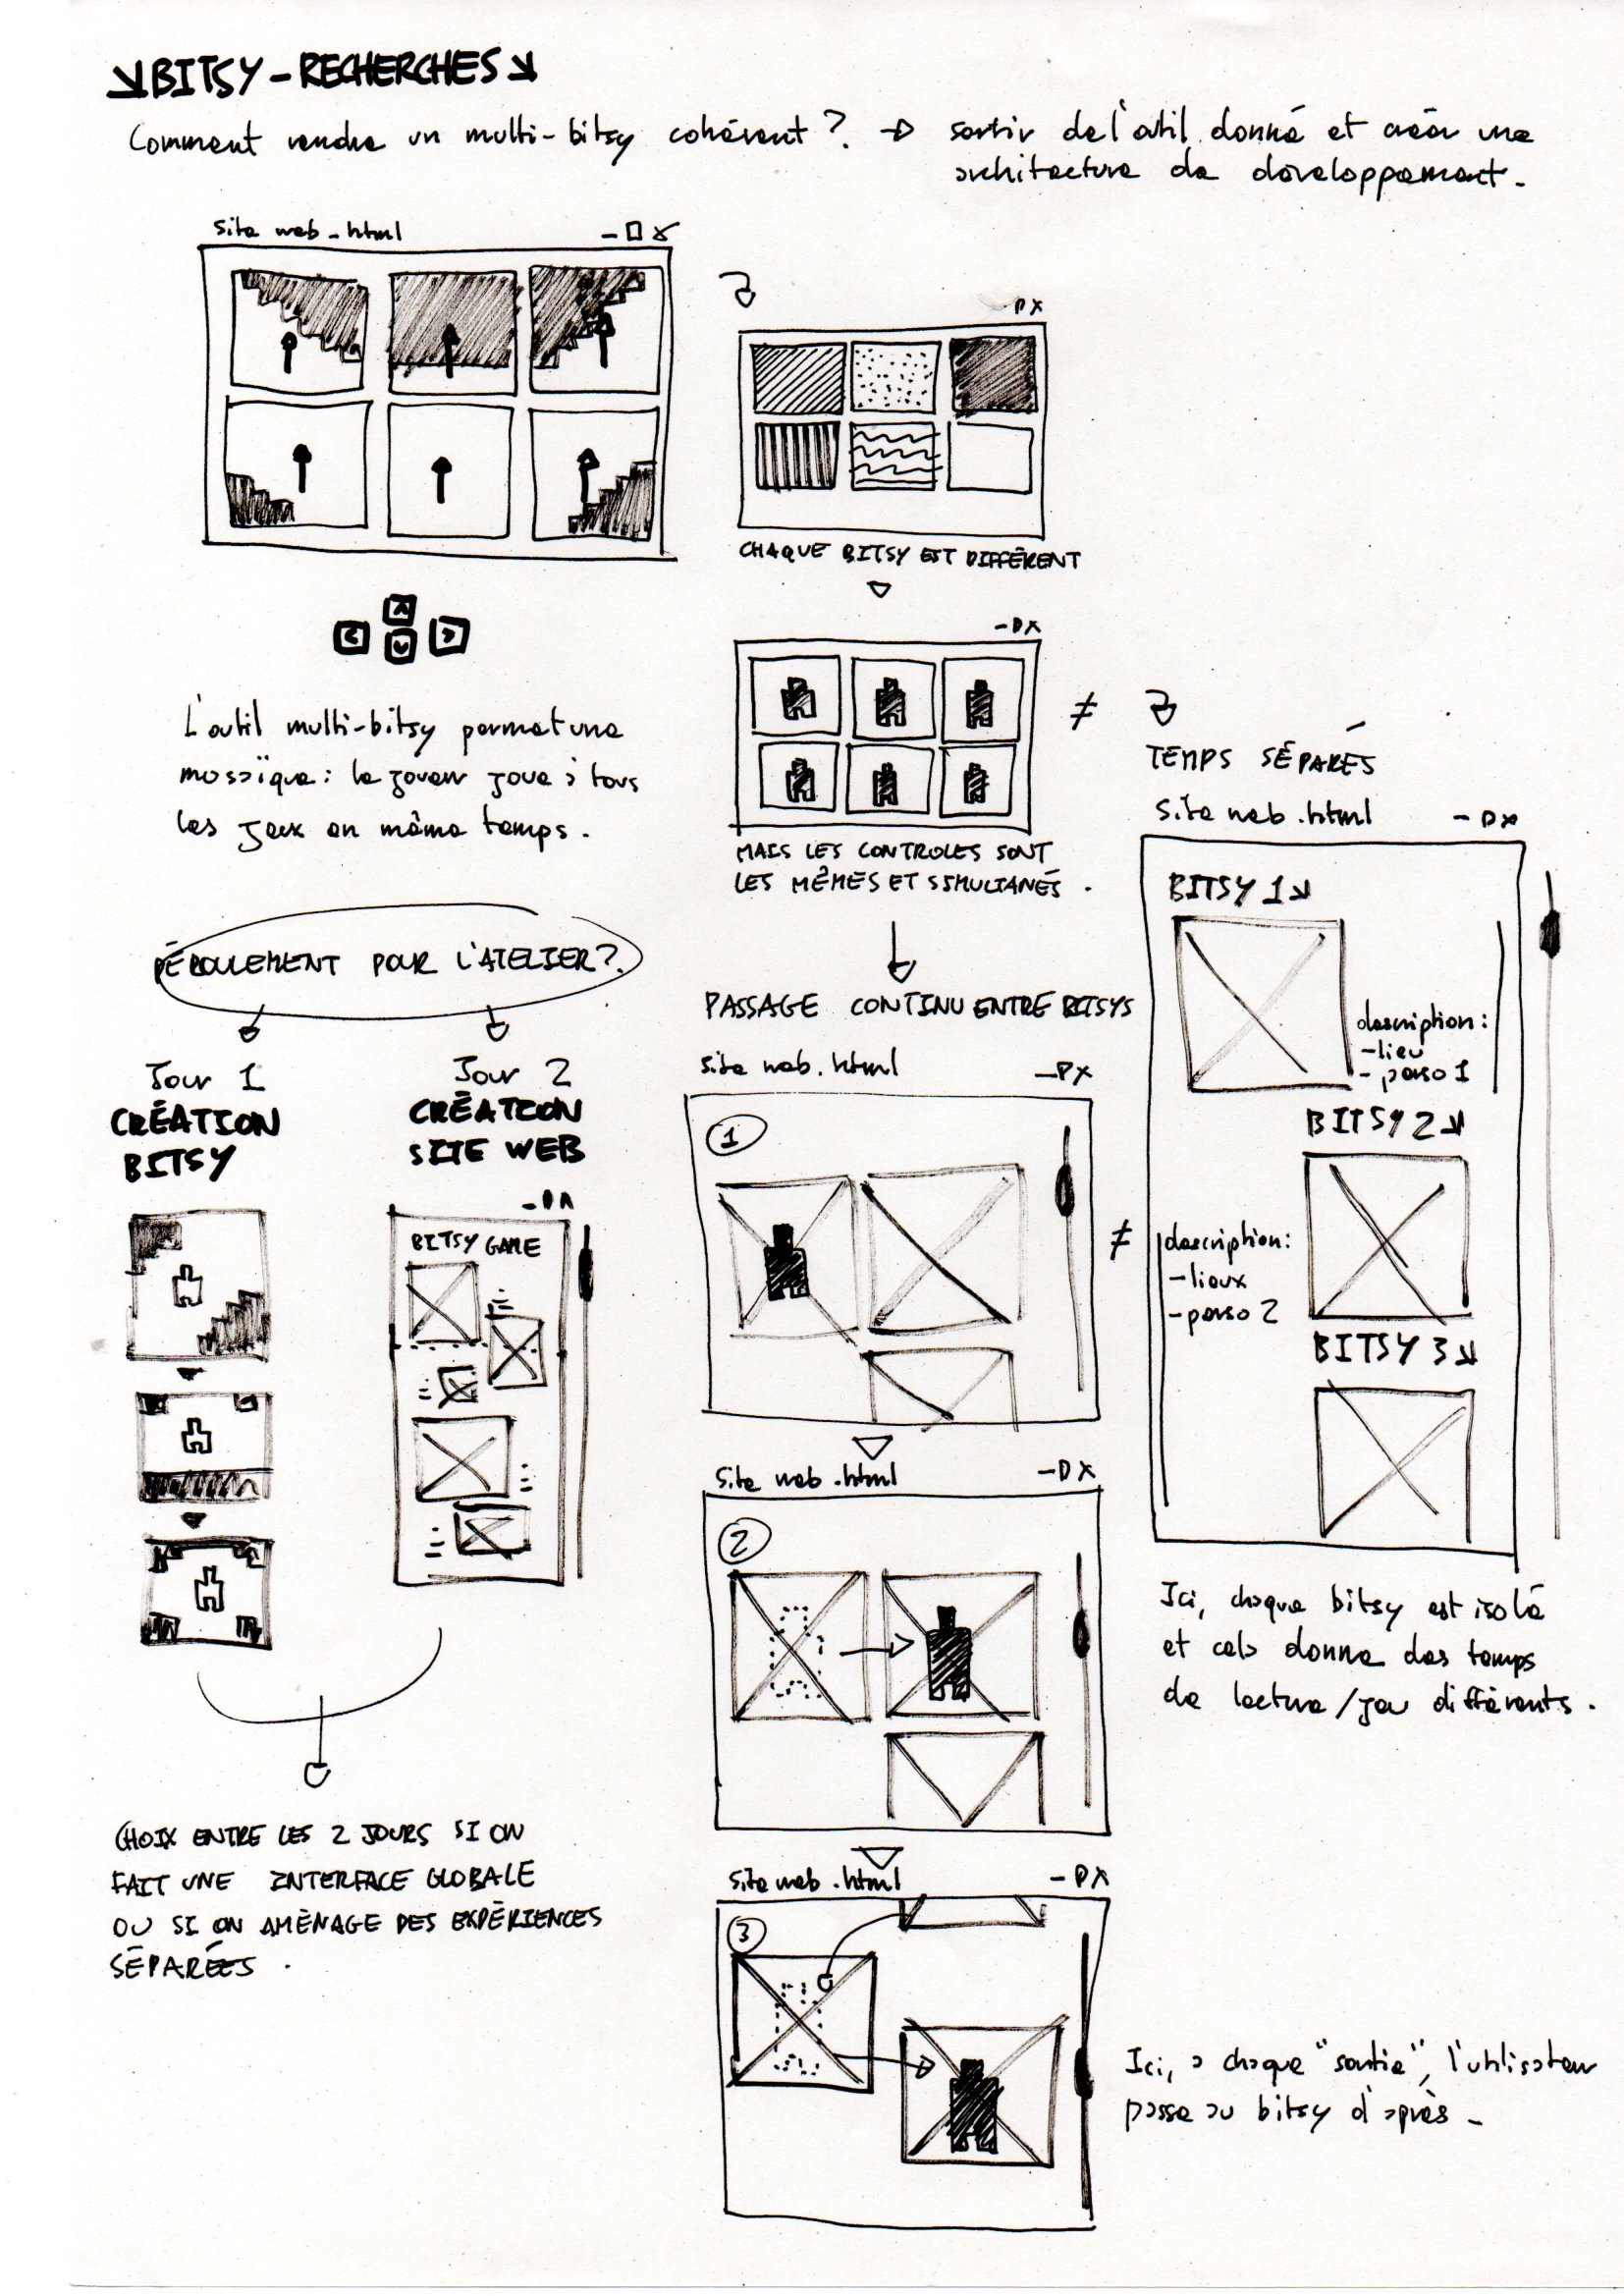 BITSY - RECHERCHES
Comment rendre un multi-bitsy cohérent ? → sortir de l'outil donné et créer une
architecture de développement.
Site web.html
L'outil multi-bitsy permet une
mosaïque : le joueur joue à tous
les jeux en même temps.
CHAQUE BITSY EST DIFFÉRENT
MAIS LES CONTROLES SONT
LES MÊMES ET SIMULTANÉS.
≠
TEMPS SÉPARÉS
Site web.html
BITSY 1
description :
- lieu
- perso 1
BITSY 2
description :
- lieux
- perso 2
BITSY 3
Ici, chaque bitsy est isolé
et cela donne des temps
de lecture / jeu différents.
DÉROULEMENT POUR L'ATELIER ?
Jour 1
CRÉATION
BITSY
Jour 2
CRÉATION
SITE WEB
BITSY GAME
CHOIX ENTRE LES 2 JOURS SI ON
FAIT UNE INTERFACE GLOBALE
OU SI ON AMÉNAGE DES EXPÉRIENCES
SÉPARÉES.
PASSAGE CONTINU ENTRE BITSYS
Site web.html
1
≠
Site web.html
2
Site web.html
3
Ici, a chaque "sortie", l'utilisateur
passe au bitsy d'après.